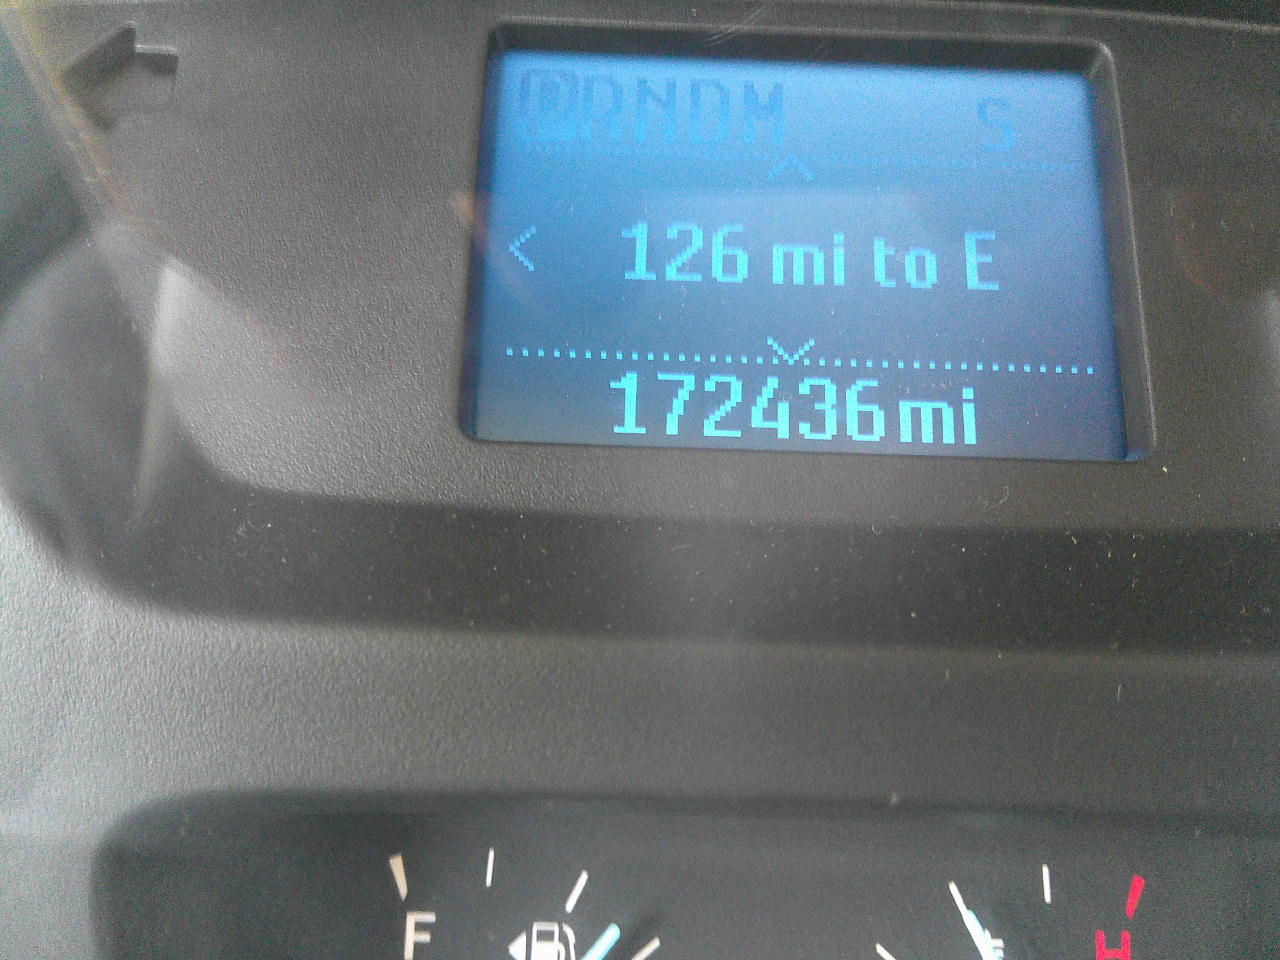 PRNDM S
126 mi to E
172436mi
F H